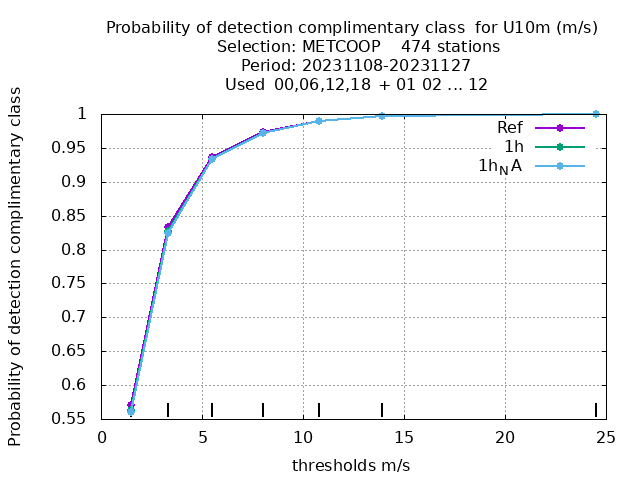 Probability of detection complimentary class  for U10m (m/s)
Selection: METCOOP    474 stations
Period: 20231108-20231127
Used  00,06,12,18  + 01 02 ... 12
Probability of detection complimentary class
1
0.95
0.9
0.85
0.8
0.75
0.7
0.65
0.6
0.55
Ref
1h
1hNA
0 5 10 15 20 25
thresholds m/s